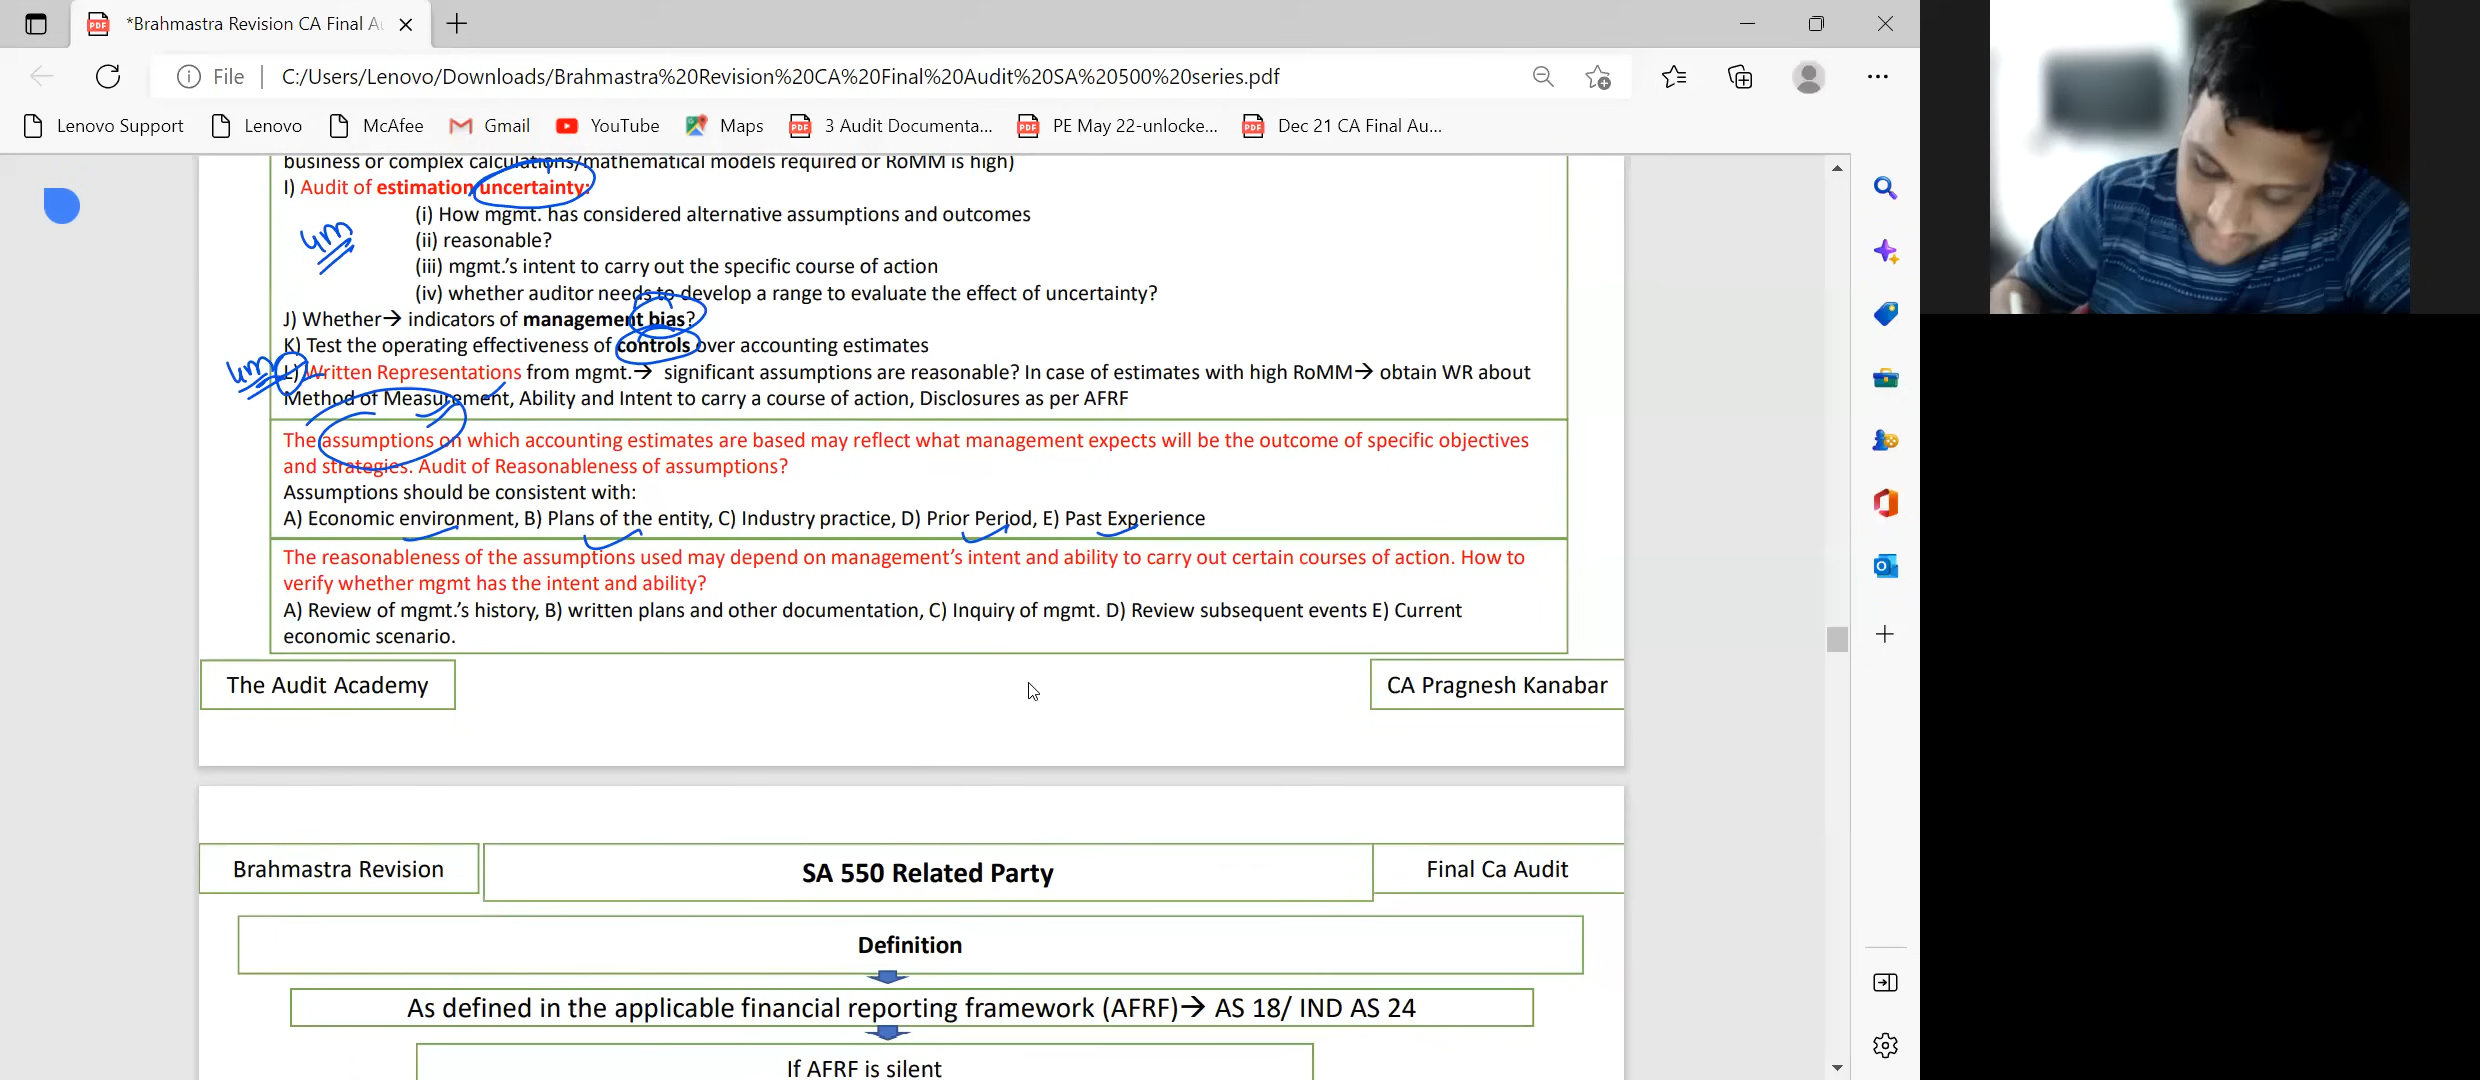 *Brahmastra Revision CA Final Au
File
C:/Users/Lenovo/Downloads/Brahmastra%20Revision%20CA%20Final%20Audit%20SA%20500%20series.pdf
Lenovo Support
Lenovo
McAfee
Gmail
YouTube
Maps
3 Audit Documenta...
PE May 22-unlocke...
Dec 21 CA Final Au...
business or complex calculations/mathematical models required or RoMM is high)
I) Audit of estimation uncertainty:
(i) How mgmt. has considered alternative assumptions and outcomes
4m
(ii) reasonable?
(iii) mgmt.’s intent to carry out the specific course of action
(iv) whether auditor needs to develop a range to evaluate the effect of uncertainty?
J) Whether→ indicators of management bias?
K) Test the operating effectiveness of controls over accounting estimates
4m
L) Written Representations from mgmt.→ significant assumptions are reasonable? In case of estimates with high RoMM→ obtain WR about
Method of Measurement, Ability and Intent to carry a course of action, Disclosures as per AFRF
The assumptions on which accounting estimates are based may reflect what management expects will be the outcome of specific objectives
and strategies. Audit of Reasonableness of assumptions?
Assumptions should be consistent with:
A) Economic environment, B) Plans of the entity, C) Industry practice, D) Prior Period, E) Past Experience
The reasonableness of the assumptions used may depend on management’s intent and ability to carry out certain courses of action. How to
verify whether mgmt has the intent and ability?
A) Review of mgmt.’s history, B) written plans and other documentation, C) Inquiry of mgmt. D) Review subsequent events E) Current
economic scenario.
The Audit Academy
CA Pragnesh Kanabar
Brahmastra Revision
SA 550 Related Party
Final Ca Audit
Definition
As defined in the applicable financial reporting framework (AFRF)→ AS 18/ IND AS 24
If AFRF is silent